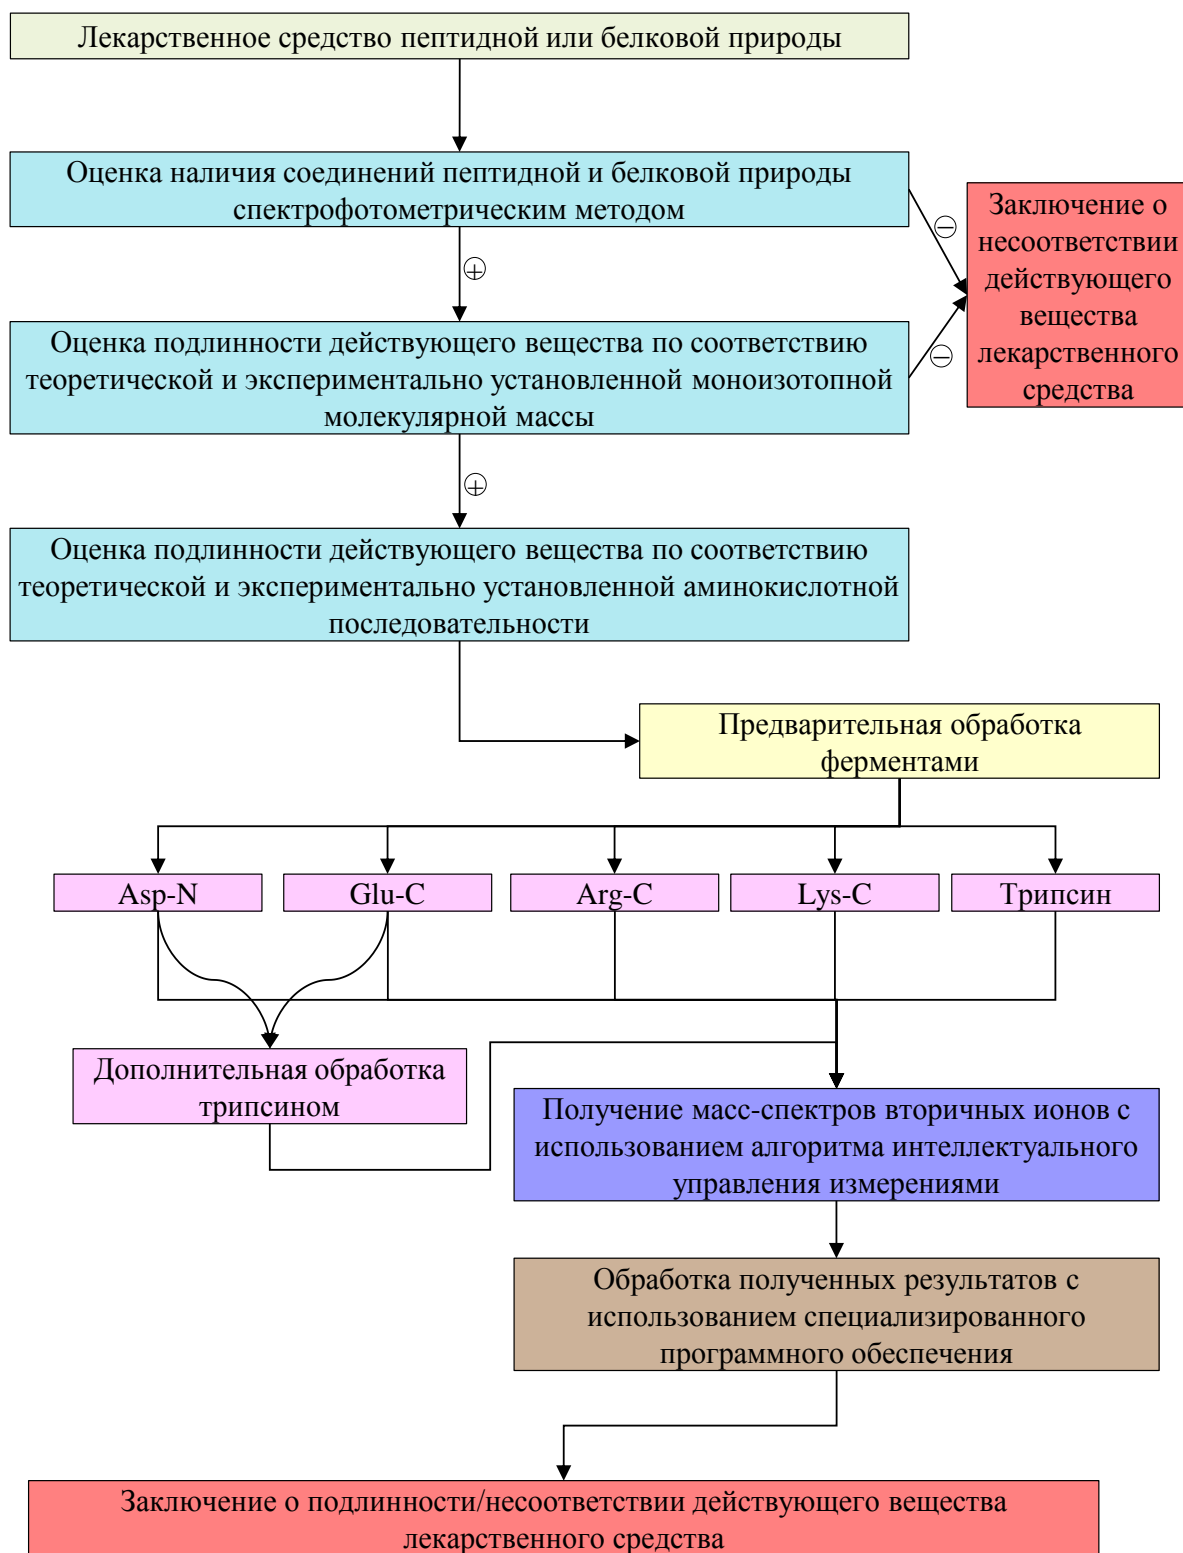 Лекарственное средство пептидной или белковой природы
Оценка наличия соединений пептидной и белковой природы
спектрофотометрическим методом
Заключение о
несоответствии
действующего
вещества
лекарственного
средства
−
+
Оценка подлинности действующего вещества по соответствию
теоретической и экспериментально установленной моноизотопной
молекулярной массы
−
+
Оценка подлинности действующего вещества по соответствию
теоретической и экспериментально установленной аминокислотной
последовательности
Предварительная обработка
ферментами
Asp-N
Glu-C
Arg-C
Lys-C
Трипсин
Дополнительная обработка
трипсином
Получение масс-спектров вторичных ионов с
использованием алгоритма интеллектуального
управления измерениями
Обработка полученных результатов с
использованием специализированного
программного обеспечения
Заключение о подлинности/несоответствии действующего вещества
лекарственного средства